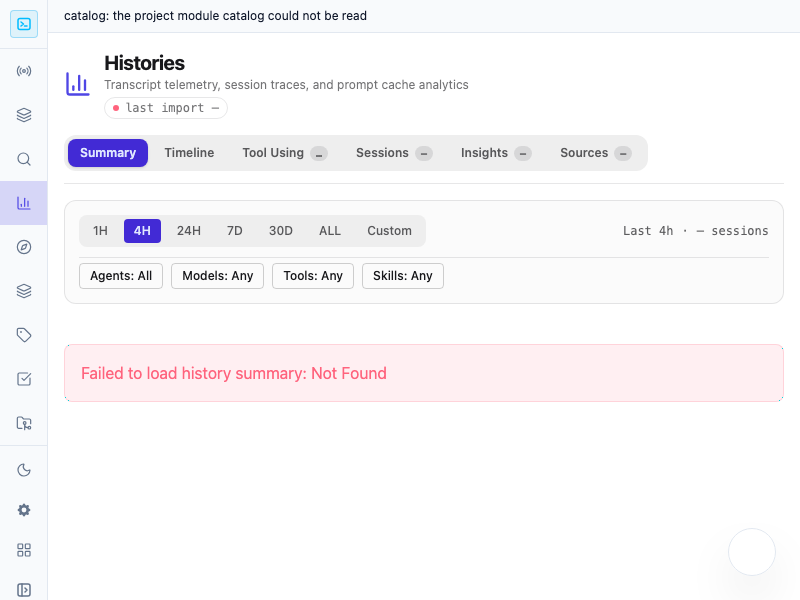 catalog: the project module catalog could not be read
Histories
Transcript telemetry, session traces, and prompt cache analytics
last import —
Summary Timeline Tool Using … Sessions — Insights — Sources —
1H 4H 24H 7D 30D ALL Custom Last 4h · — sessions
Agents: All Models: Any Tools: Any Skills: Any
Failed to load history summary: Not Found